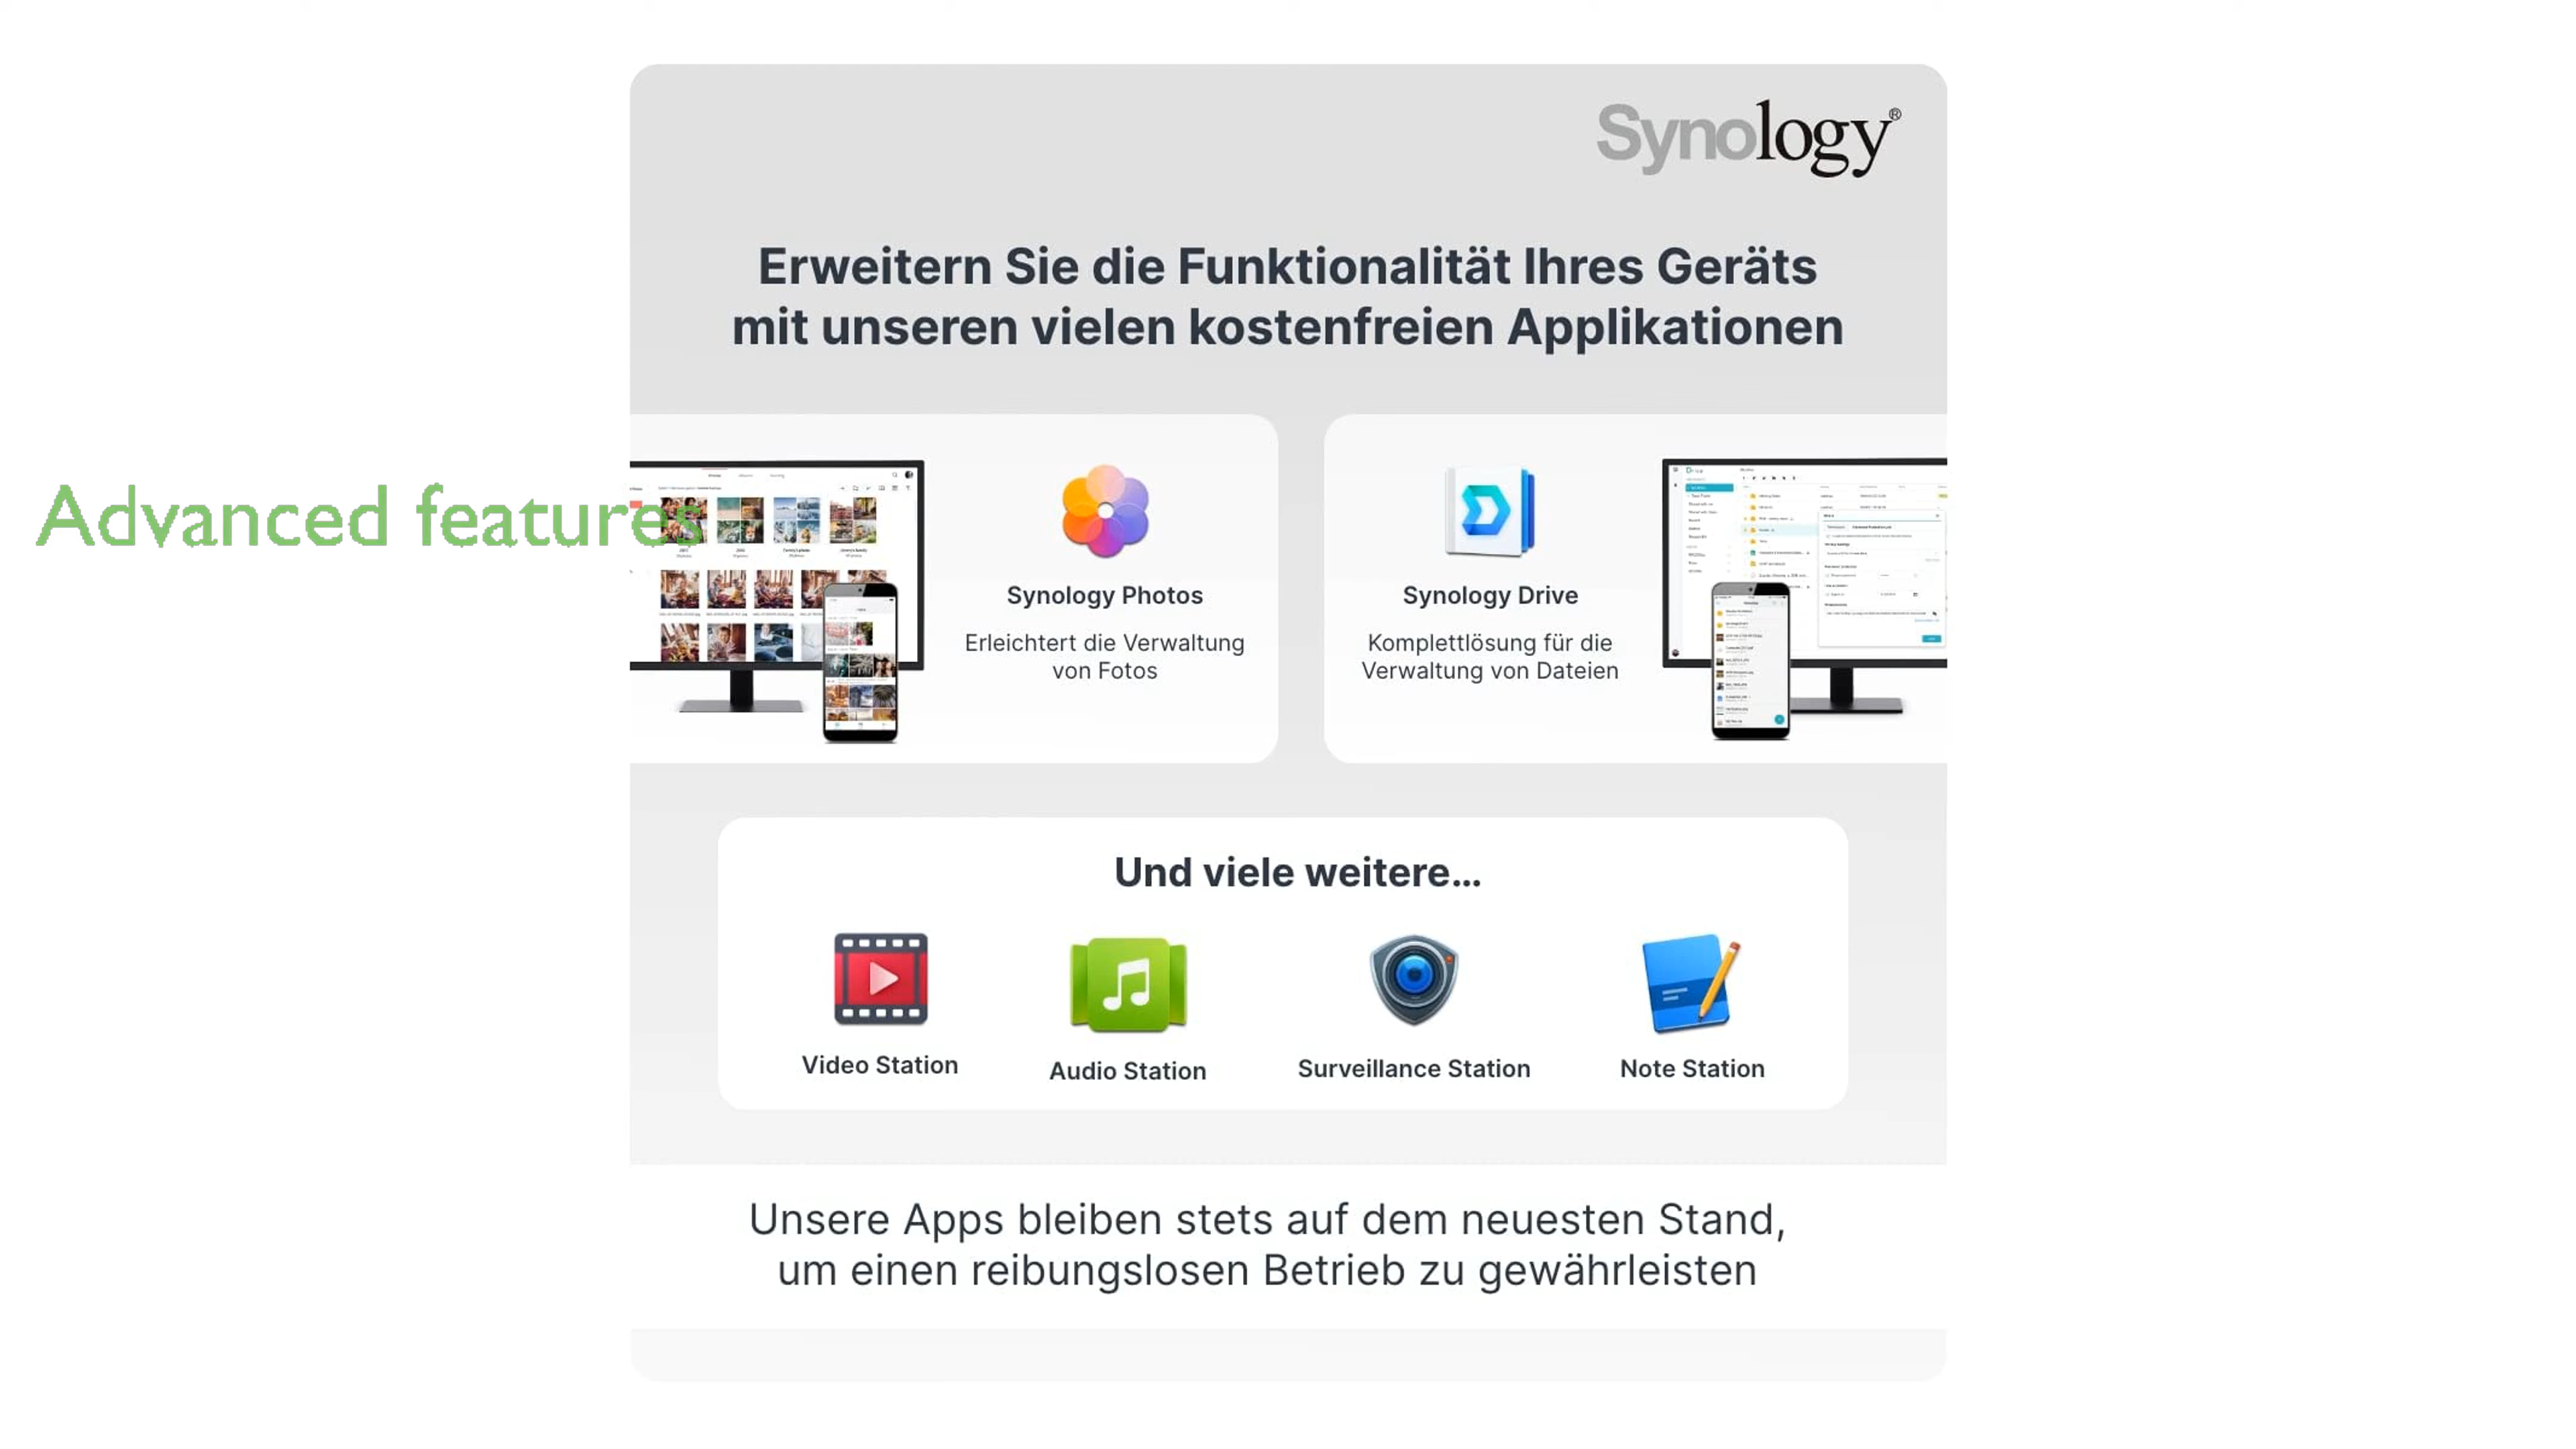 Synology®
Erweitern Sie die Funktionalität Ihres Geräts
mit unseren vielen kostenfreien Applikationen
Advanced features
Synology Photos
Erleichtert die Verwaltung
von Fotos
Synology Drive
Komplettlösung für die
Verwaltung von Dateien
Und viele weitere...
Video Station
Audio Station
Surveillance Station
Note Station
Unsere Apps bleiben stets auf dem neuesten Stand,
um einen reibungslosen Betrieb zu gewährleisten